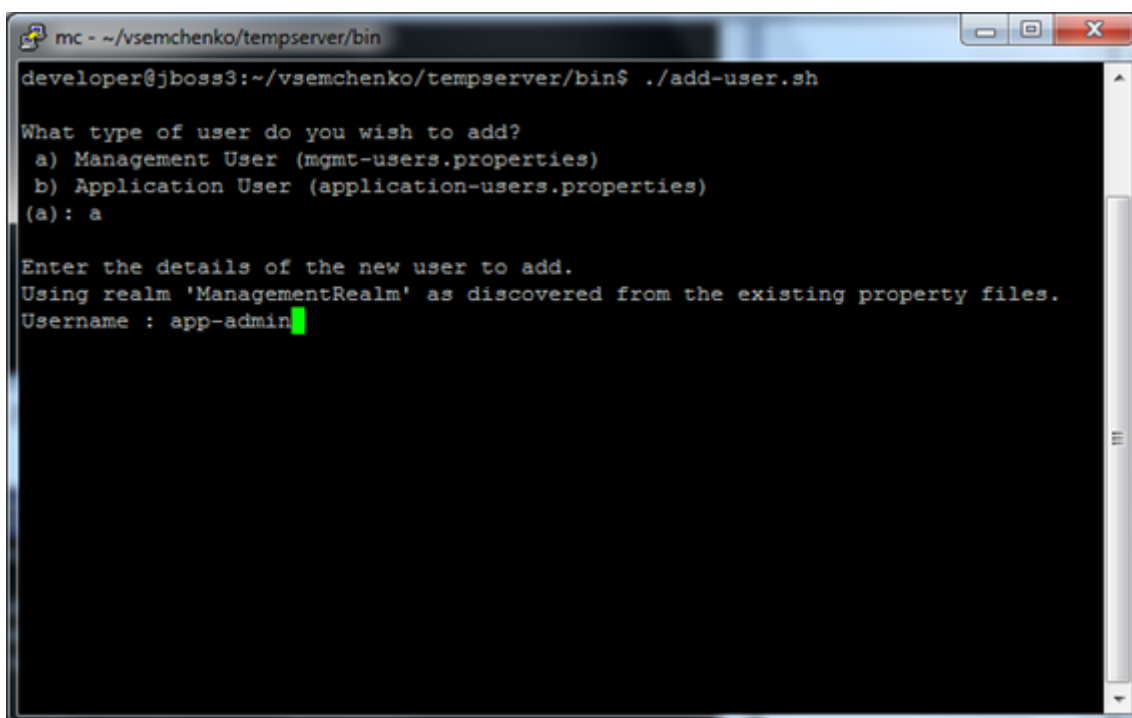 mc - ~/vsemchenko/tempserver/bin
developer@jboss3:~/vsemchenko/tempserver/bin$ ./add-user.sh
What type of user do you wish to add?
a) Management User (mgmt-users.properties)
b) Application User (application-users.properties)
(a): a
Enter the details of the new user to add.
Using realm 'ManagementRealm' as discovered from the existing property files.
Username : app-admin